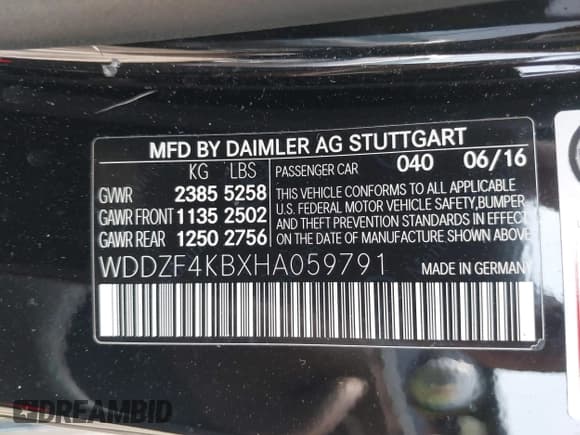 MFD BY DAIMLER AG STUTTGART
KG LBS PASSENGER CAR 040 06/16
GVWR 2385 5258 THIS VEHICLE CONFORMS TO ALL APPLICABLE
GAWR FRONT 1135 2502 U.S. FEDERAL MOTOR VEHICLE SAFETY, BUMPER
AND THEFT PREVENTION STANDARDS IN EFFECT
GAWR REAR 1250 2756 ON THE DATE OF MANUFACTURE SHOWN ABOVE.
WDDZF4KBXHA059791 MADE IN GERMANY
DREAMBID